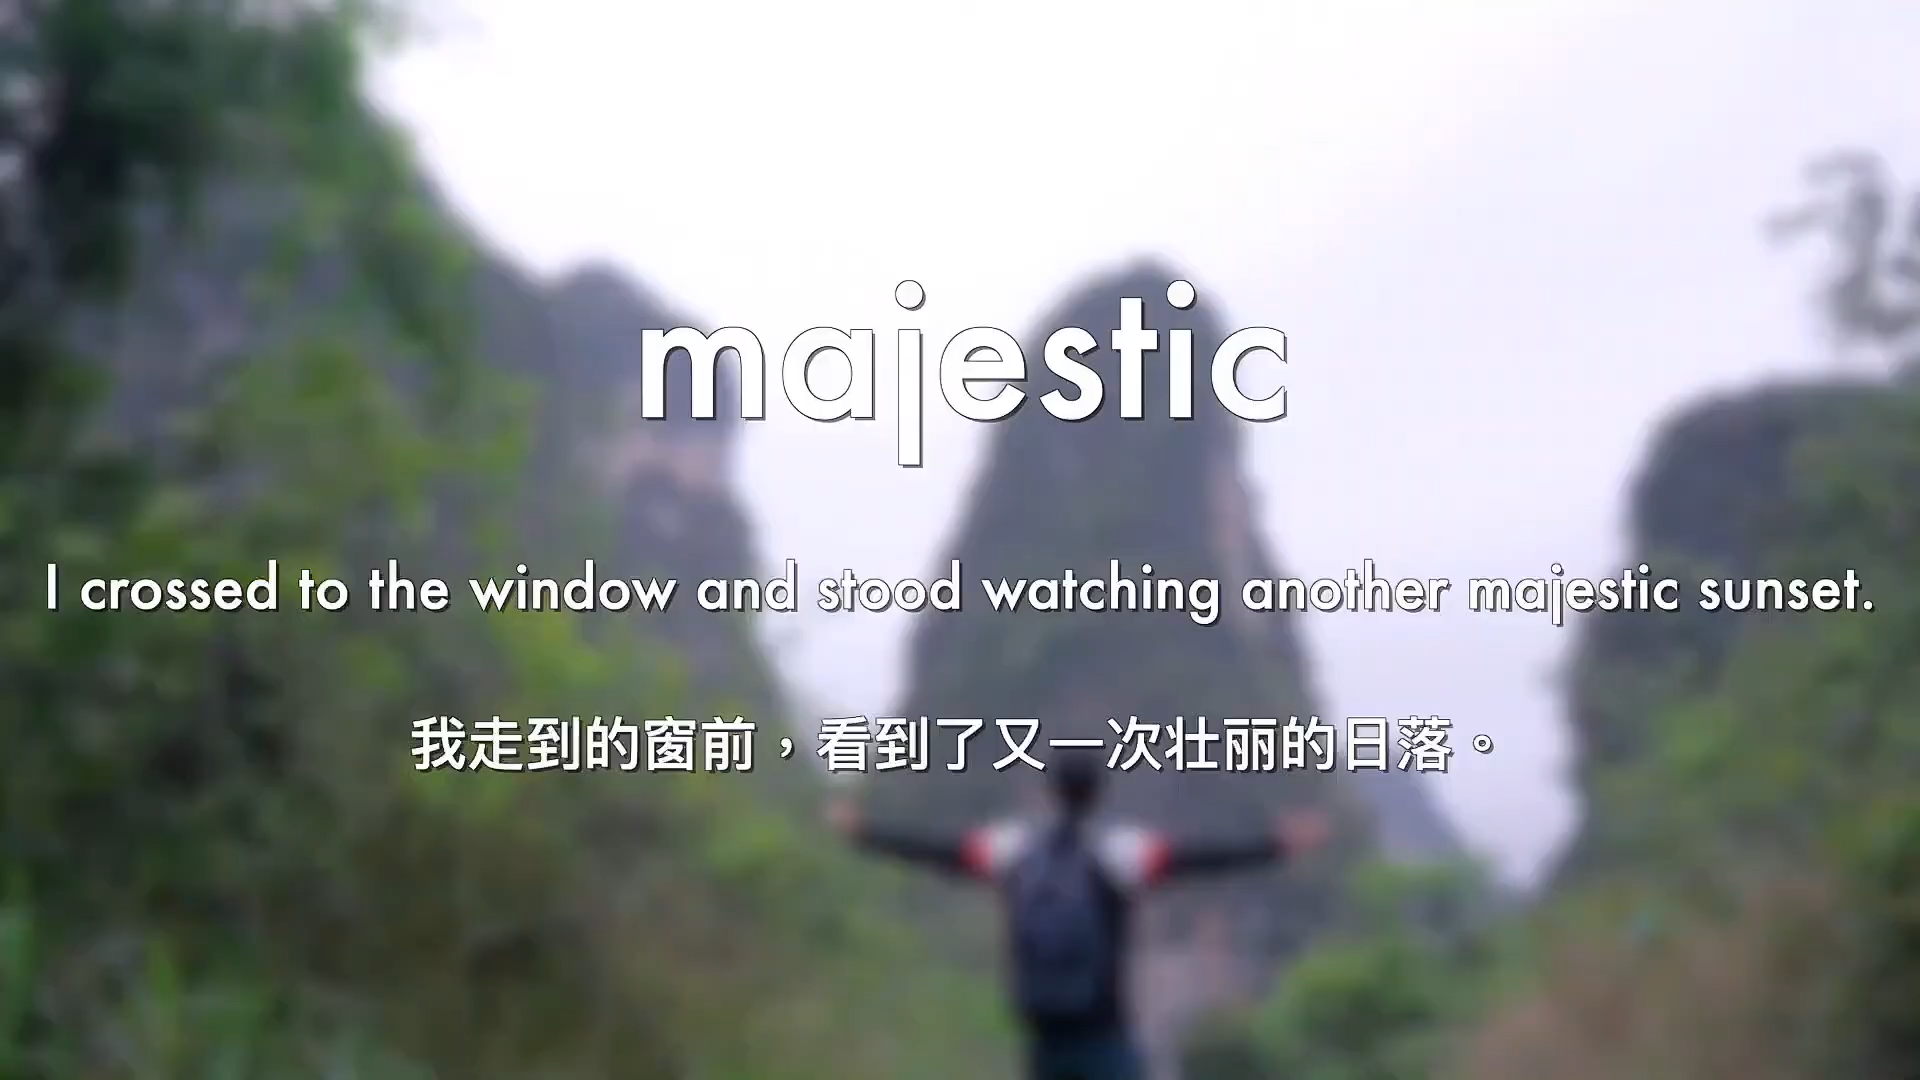 majestic
I crossed to the window and stood watching another majestic sunset.
我走到的窗前，看到了又一次壮丽的日落。